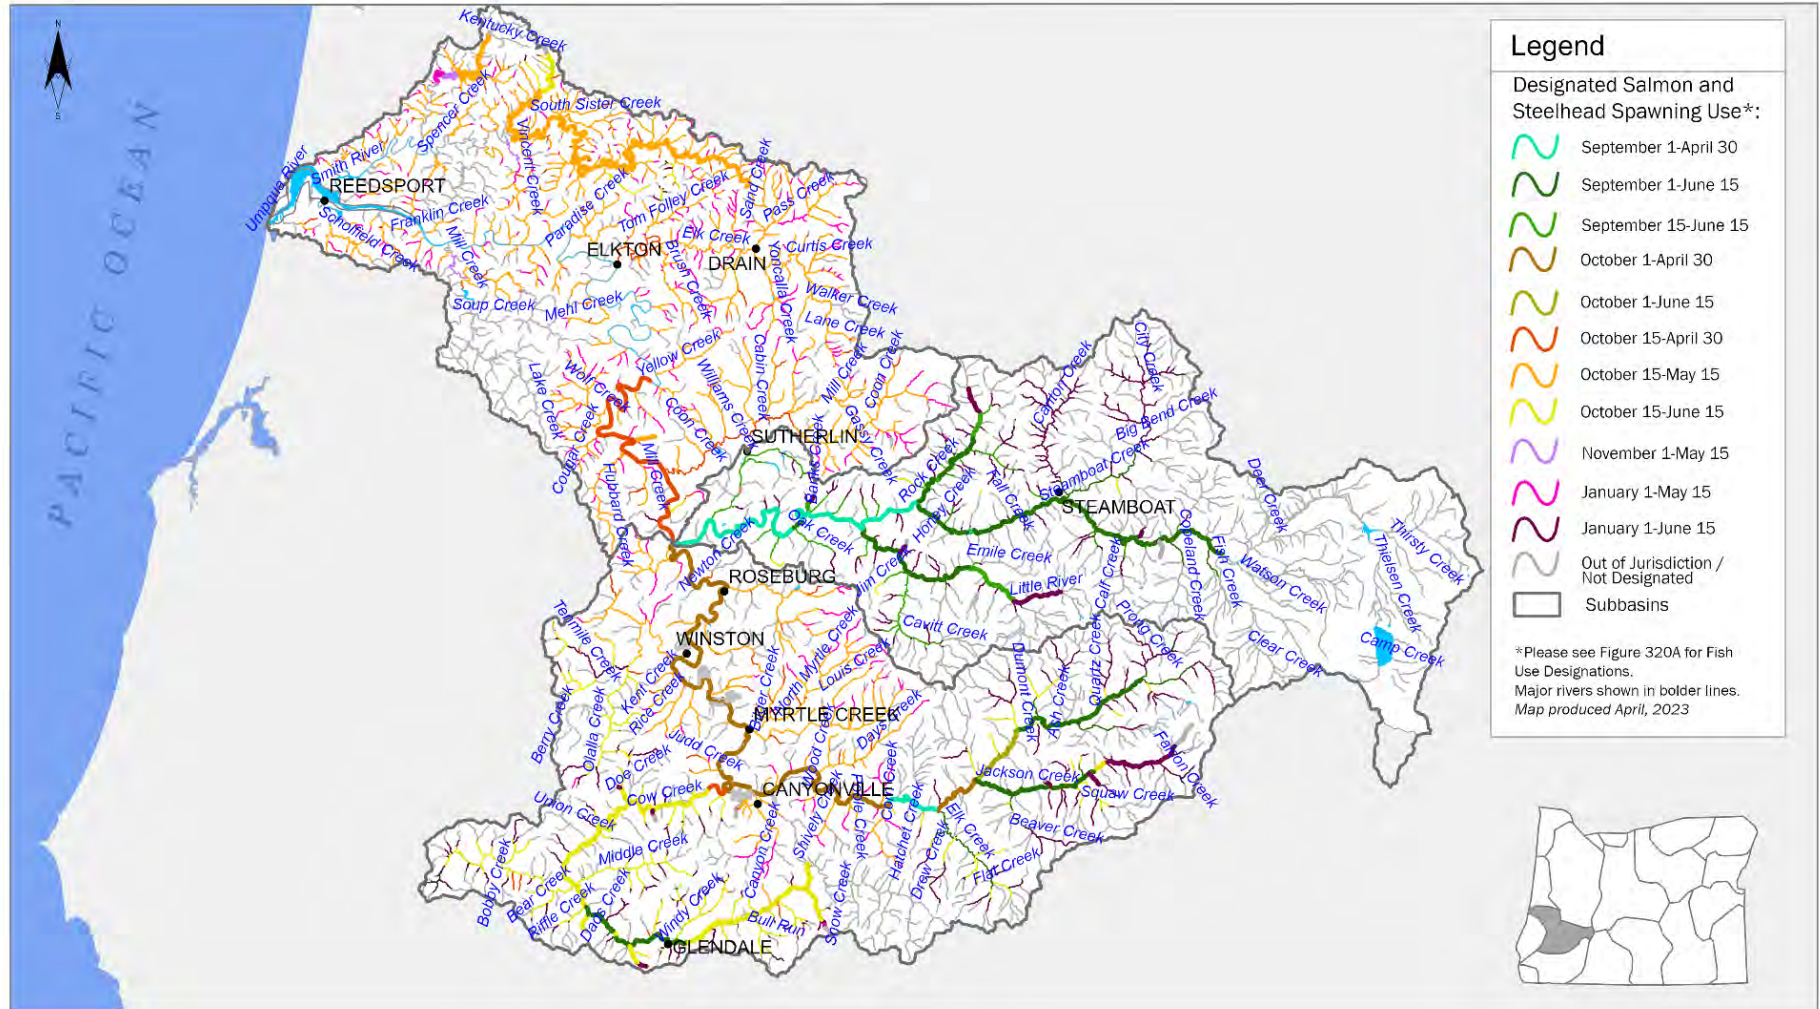 N
S
PACIFIC OCEAN
Kentucky Creek
Spencer Creek
South Sister Creek
Vincent Creek
Smith River
Umpqua River
REEDSPORT
Schofield Creek
Franklin Creek
Mill Creek
Paradise Creek
Tom Folley Creek
Sand Creek
Pass Creek
Elk Creek
ELKTON
DRAIN
Curtis Creek
Brush Creek
Yoncalla Creek
Soup Creek
Mehl Creek
Walker Creek
Lane Creek
Yellow Creek
Wolf Creek
Lake Creek
Williams Creek
Cabin Creek
Mill Creek
Coon Creek
Cougar Creek
Coon Creek
Gassy Creek
SUTHERLIN
Hubbard Creek
Mill Creek
Banks Creek
Rock Creek
Canton Creek
City Creek
Big Bend Creek
Steamboat Creek
STEAMBOAT
Deer Creek
Oak Creek
Honey Creek
Fall Creek
Newton Creek
Emile Creek
Copeland Creek
Fish Creek
Watson Creek
Thielsen Creek
Thirsty Creek
ROSEBURG
Jim Creek
Little River
Calf Creek
Tenmile Creek
WINSTON
Cavitt Creek
Prong Creek
Clear Creek
Camp Creek
Kent Creek
Rice Creek
North Myrtle Creek
Louis Creek
Dumont Creek
Quartz Creek
Ash Creek
Berry Creek
Olalla Creek
MYRTLE CREEK
Days Creek
Judd Creek
Wood Creek
Doe Creek
Jackson Creek
Squaw Creek
Cow Creek
CANYONVILLE
Union Creek
Shively Creek
Hatchet Creek
Elk Creek
Beaver Creek
Middle Creek
Canyon Creek
Drew Creek
Flat Creek
Bobby Creek
Bear Creek
Riffle Creek
Dads Creek
Windy Creek
Bull Run
Snow Creek
GLENDALE
Legend
Designated Salmon and
Steelhead Spawning Use*:
September 1-April 30
September 1-June 15
September 15-June 15
October 1-April 30
October 1-June 15
October 15-April 30
October 15-May 15
October 15-June 15
November 1-May 15
January 1-May 15
January 1-June 15
Out of Jurisdiction /
Not Designated
Subbasins
*Please see Figure 320A for Fish
Use Designations.
Major rivers shown in bolder lines.
Map produced April, 2023